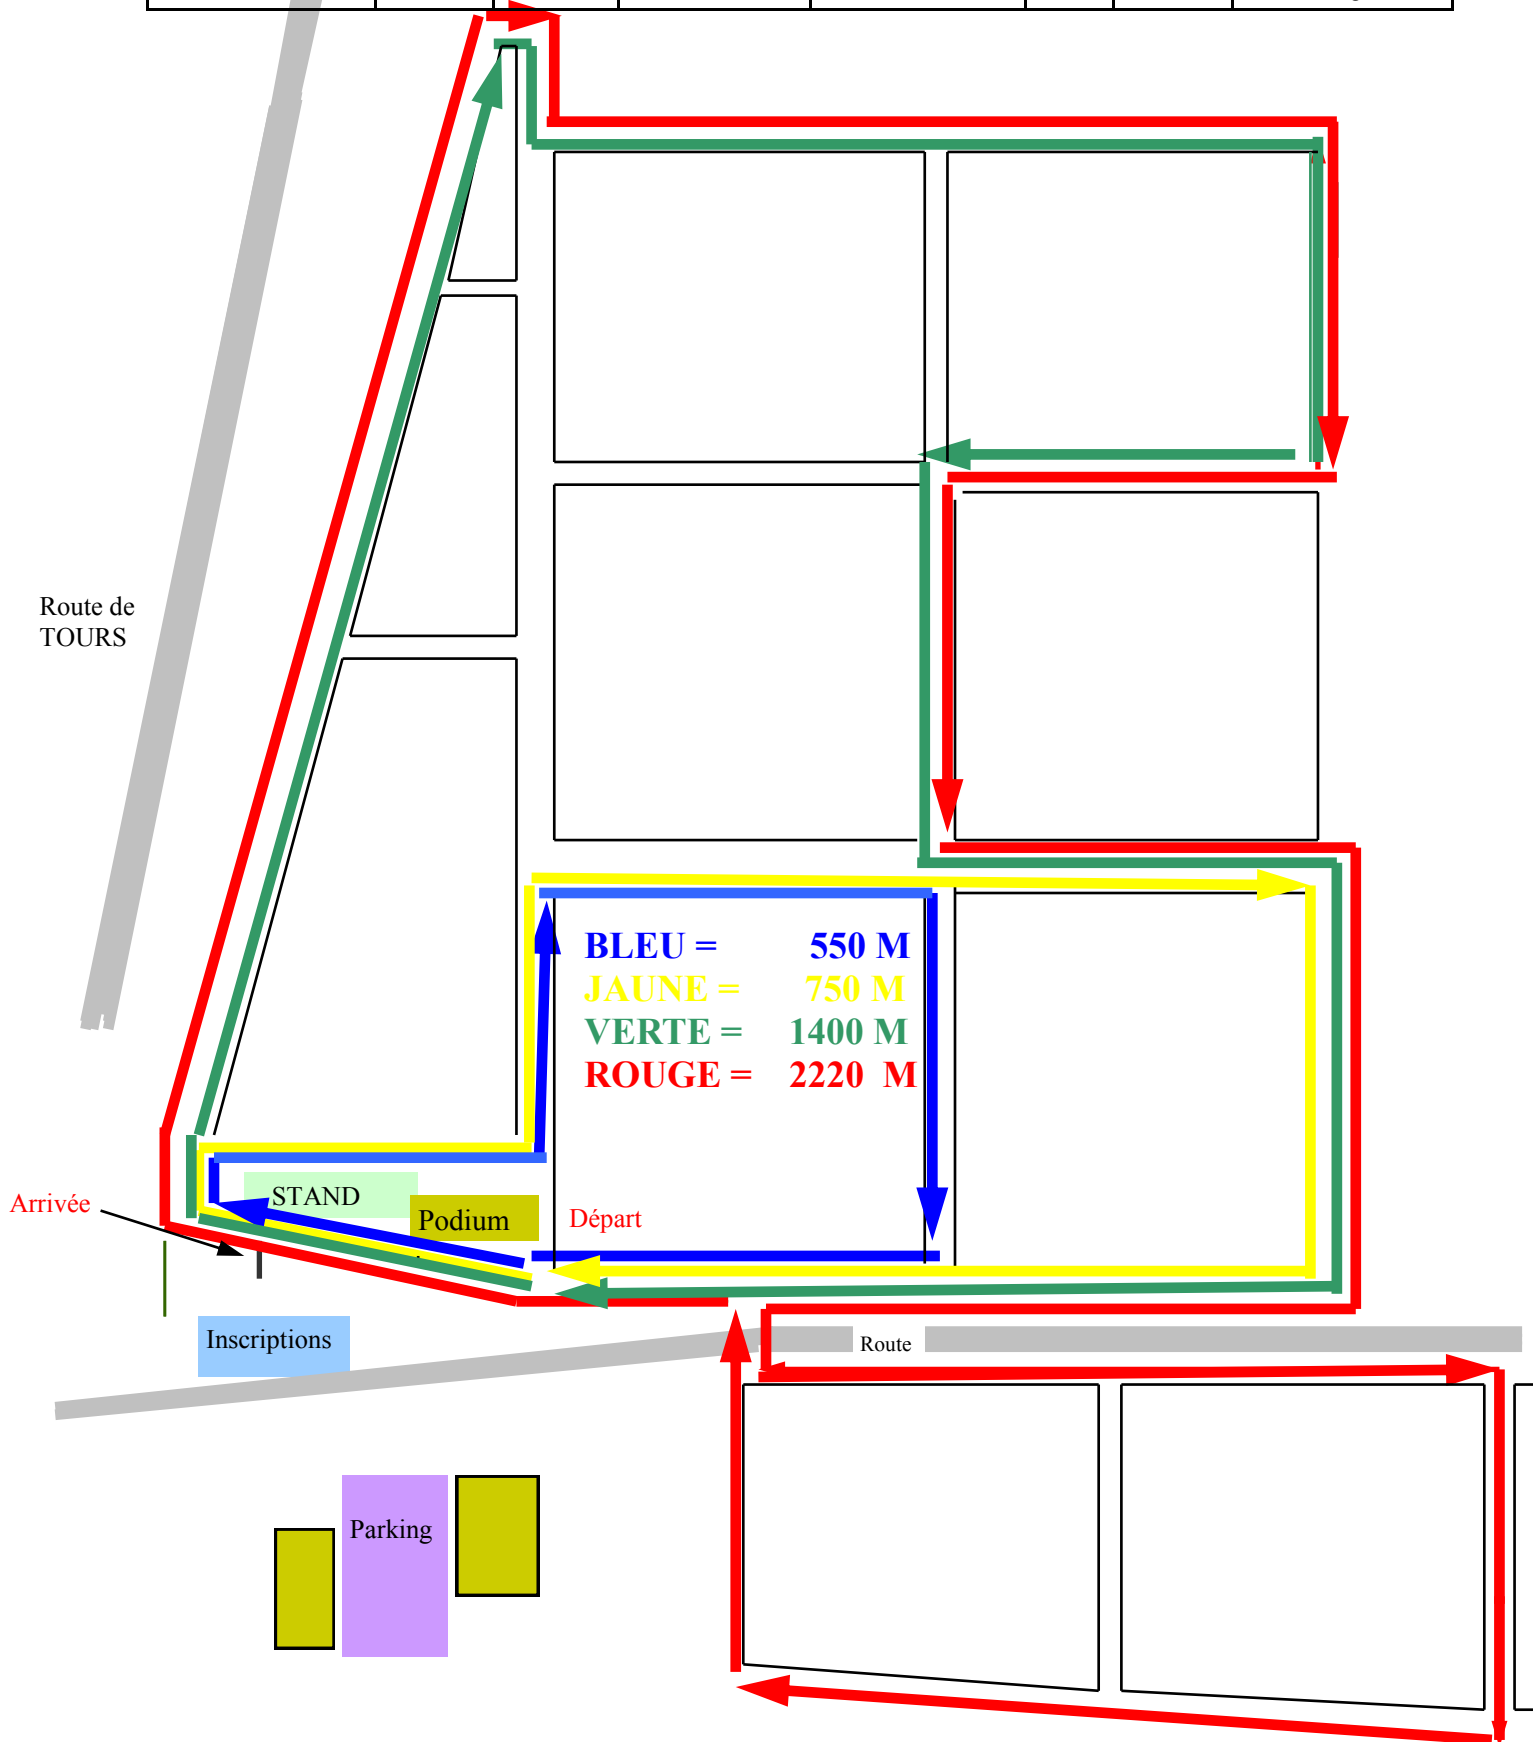 Route de
TOURS
BLEU = 550 M
JAUNE = 750 M
VERTE = 1400 M
ROUGE = 2220 M
STAND
Arrivée
Podium
Départ
Inscriptions
Route
Parking